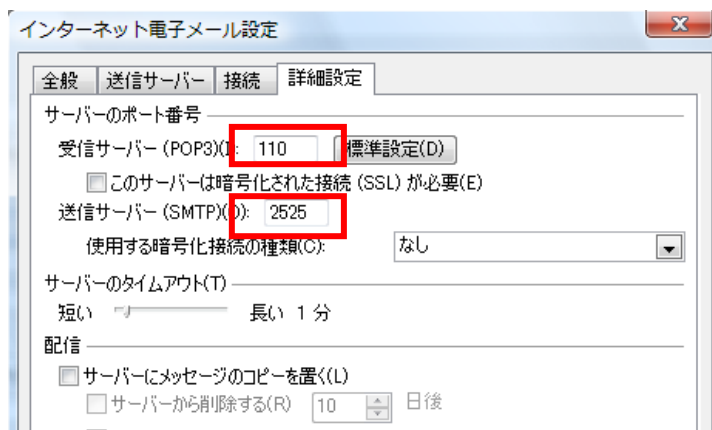 インターネット電子メール設定
全般 送信サーバー 接続 詳細設定
サーバーのポート番号
受信サーバー (POP3)(I): 110 標準設定(D)
このサーバーは暗号化された接続 (SSL) が必要(E)
送信サーバー (SMTP)(O): 2525
使用する暗号化接続の種類(C): なし
サーバーのタイムアウト(T)
短い 長い 1 分
配信
サーバーにメッセージのコピーを置く(L)
サーバーから削除する(R) 10 日後